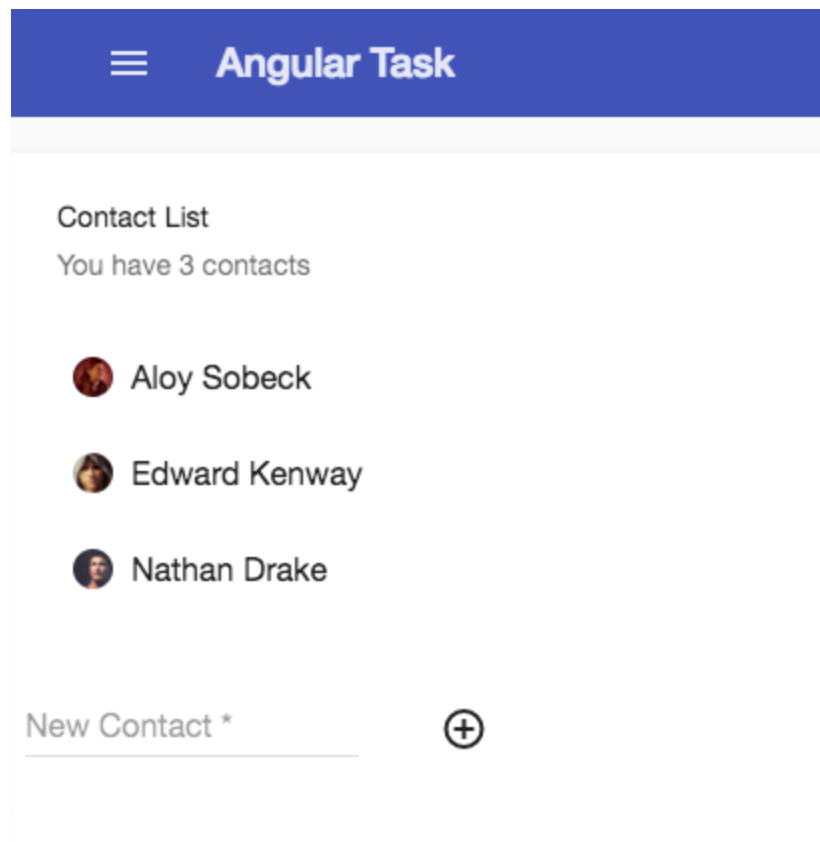 Angular Task
Contact List
You have 3 contacts
Aloy Sobeck
Edward Kenway
Nathan Drake
New Contact *